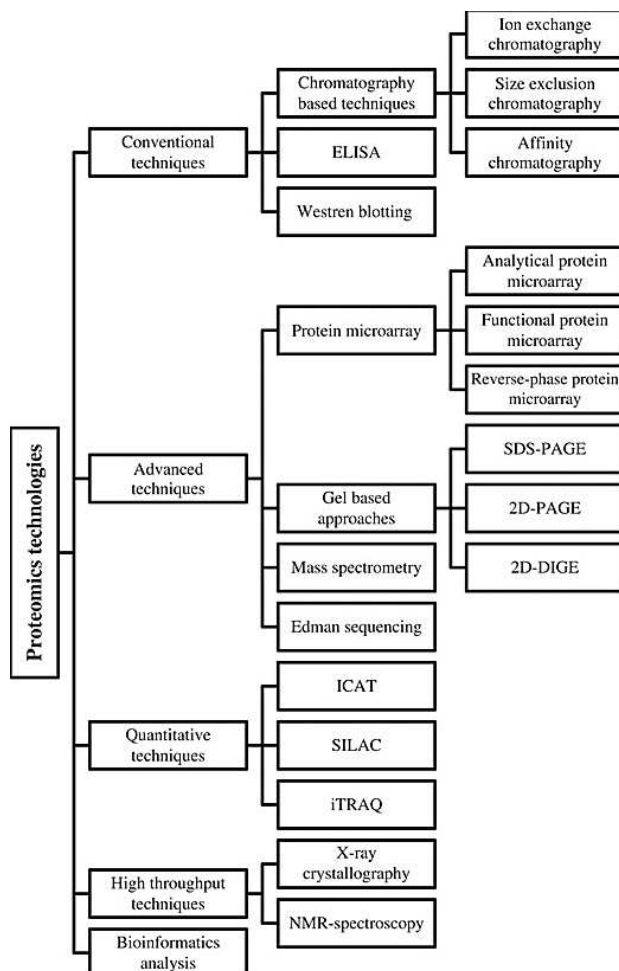 Proteomics technologies
Conventional
techniques
Chromatography
based techniques
Ion exchange
chromatography
Size exclusion
chromatography
Affinity
chromatography
ELISA
Westren blotting
Advanced
techniques
Protein microarray
Analytical protein
microarray
Functional protein
microarray
Reverse-phase protein
microarray
Gel based
approaches
SDS-PAGE
2D-PAGE
2D-DIGE
Mass spectrometry
Edman sequencing
Quantitative
techniques
ICAT
SILAC
iTRAQ
High throughput
techniques
X-ray
crystallography
NMR-spectroscopy
Bioinformatics
analysis